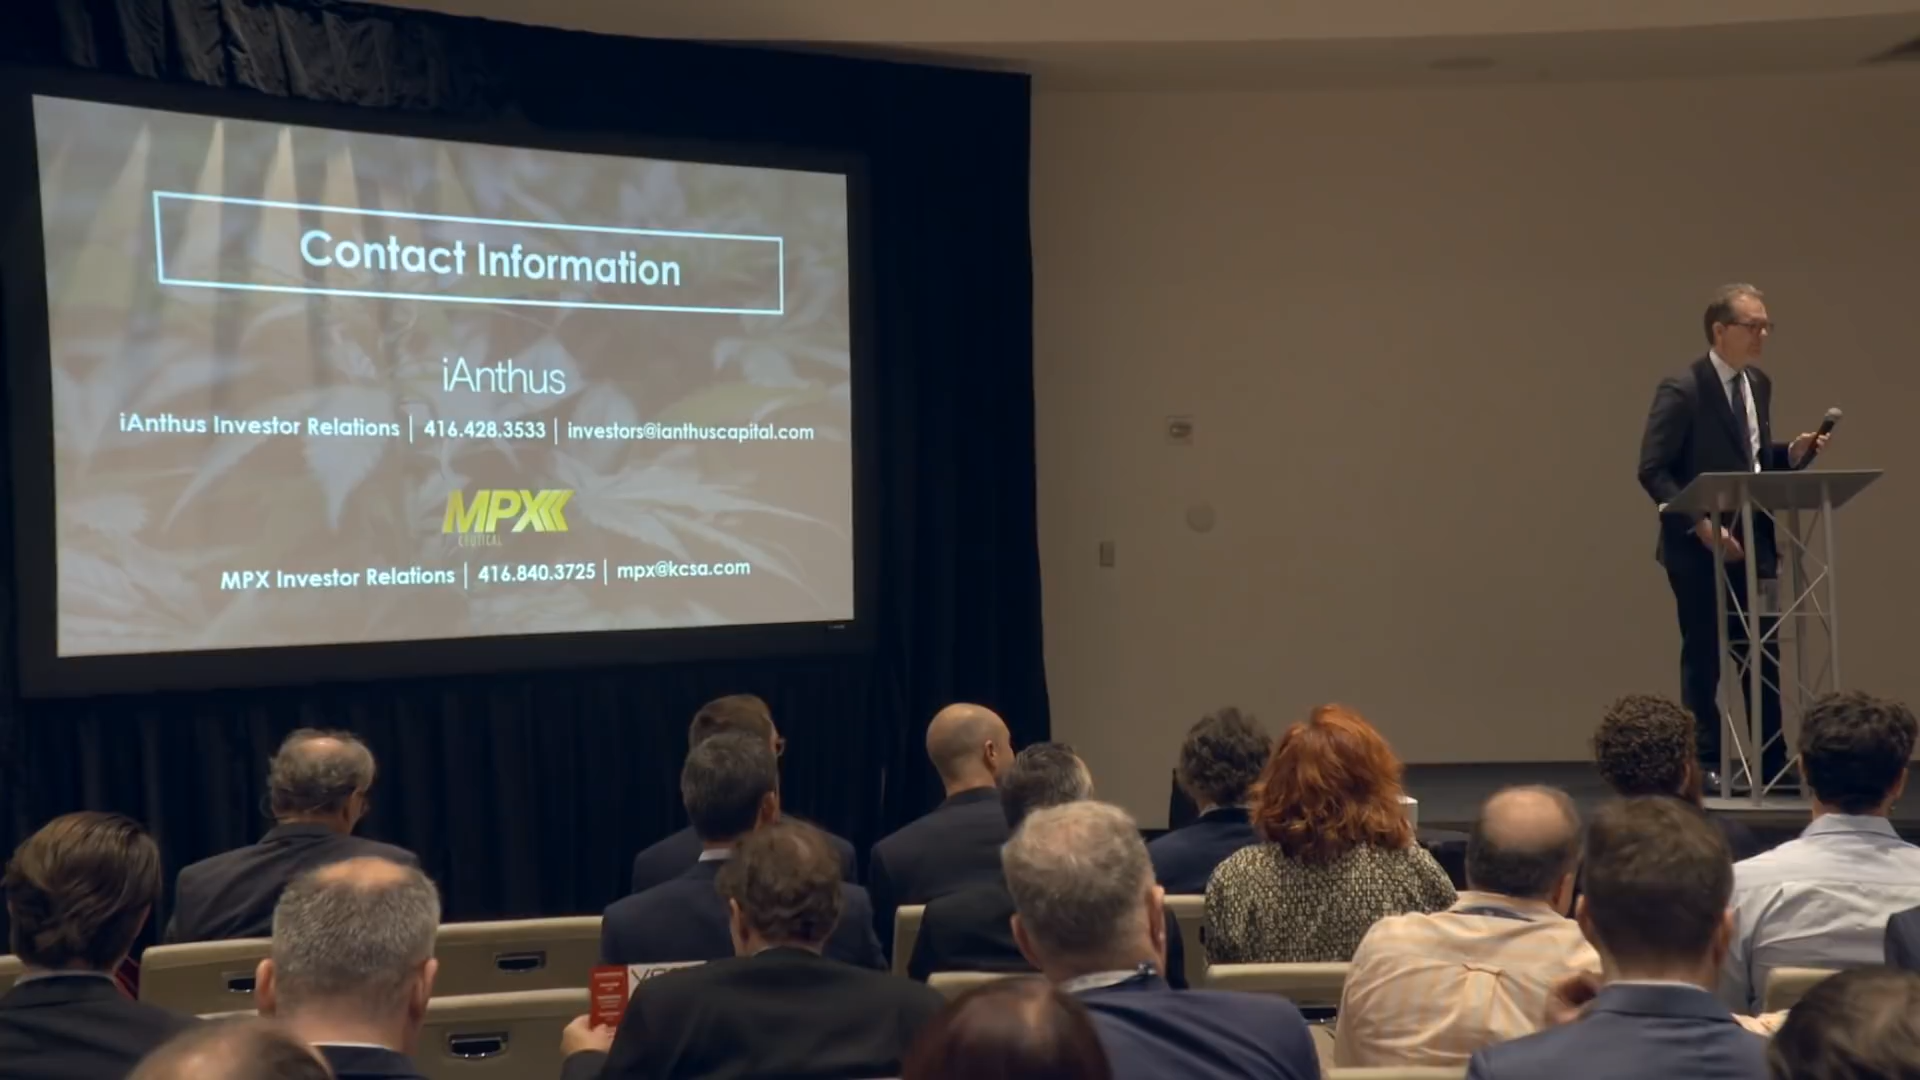 Contact Information
iAnthus
iAnthus Investor Relations | 416.428.3533 | investors@ianthuscapital.com
MPX
CEUTICAL
MPX Investor Relations | 416.840.3725 | mpx@kcsa.com